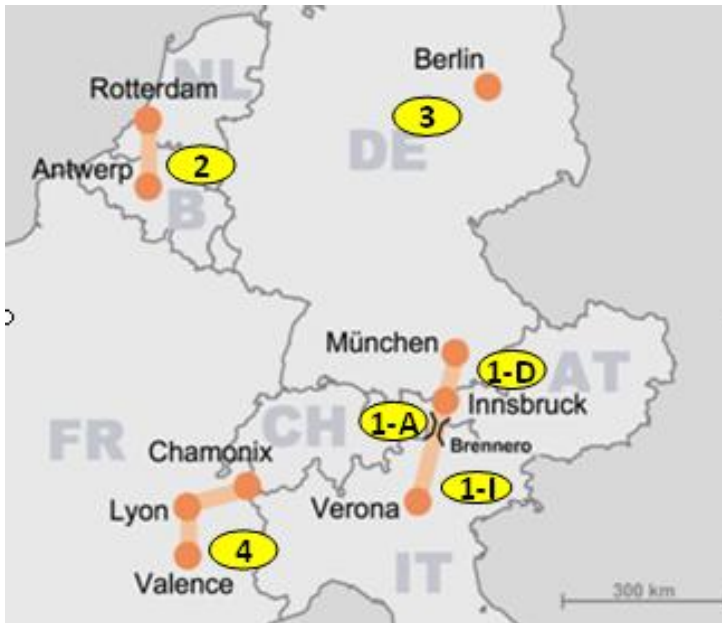 Berlin
NL
Rotterdam
3
DE
2
Antwerp
B
München
1-D
AT
Innsbruck
1-A
CH
Brennero
FR
Chamonix
1-I
Lyon
Verona
4
Valence
IT
300 km